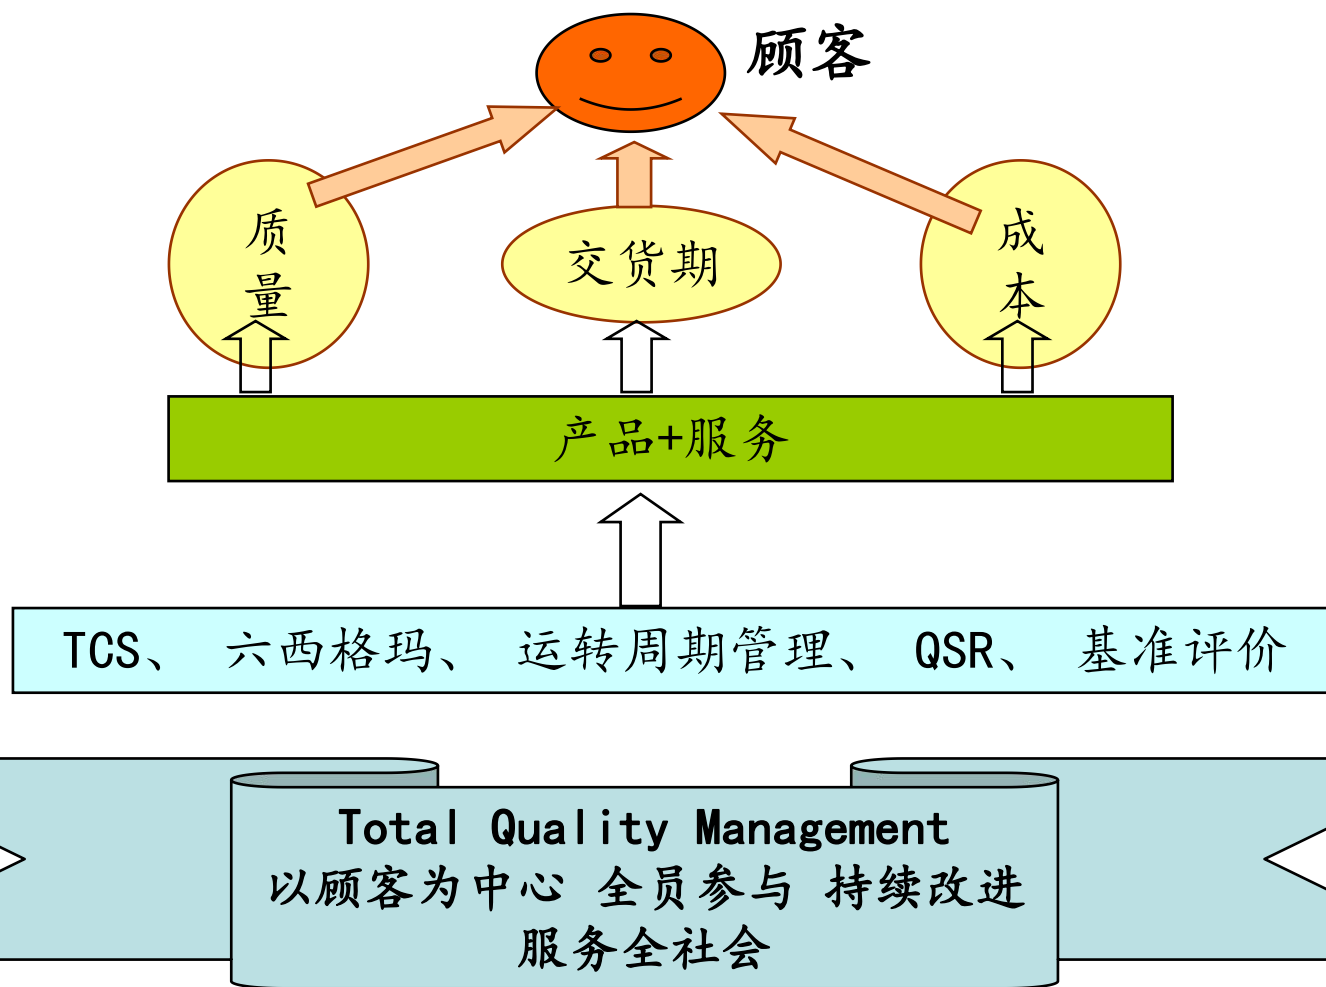 顾客
质量
交货期
成本
产品+服务
TCS、 六西格玛、 运转周期管理、 QSR、 基准评价
Total Quality Management
以顾客为中心 全员参与 持续改进
服务全社会